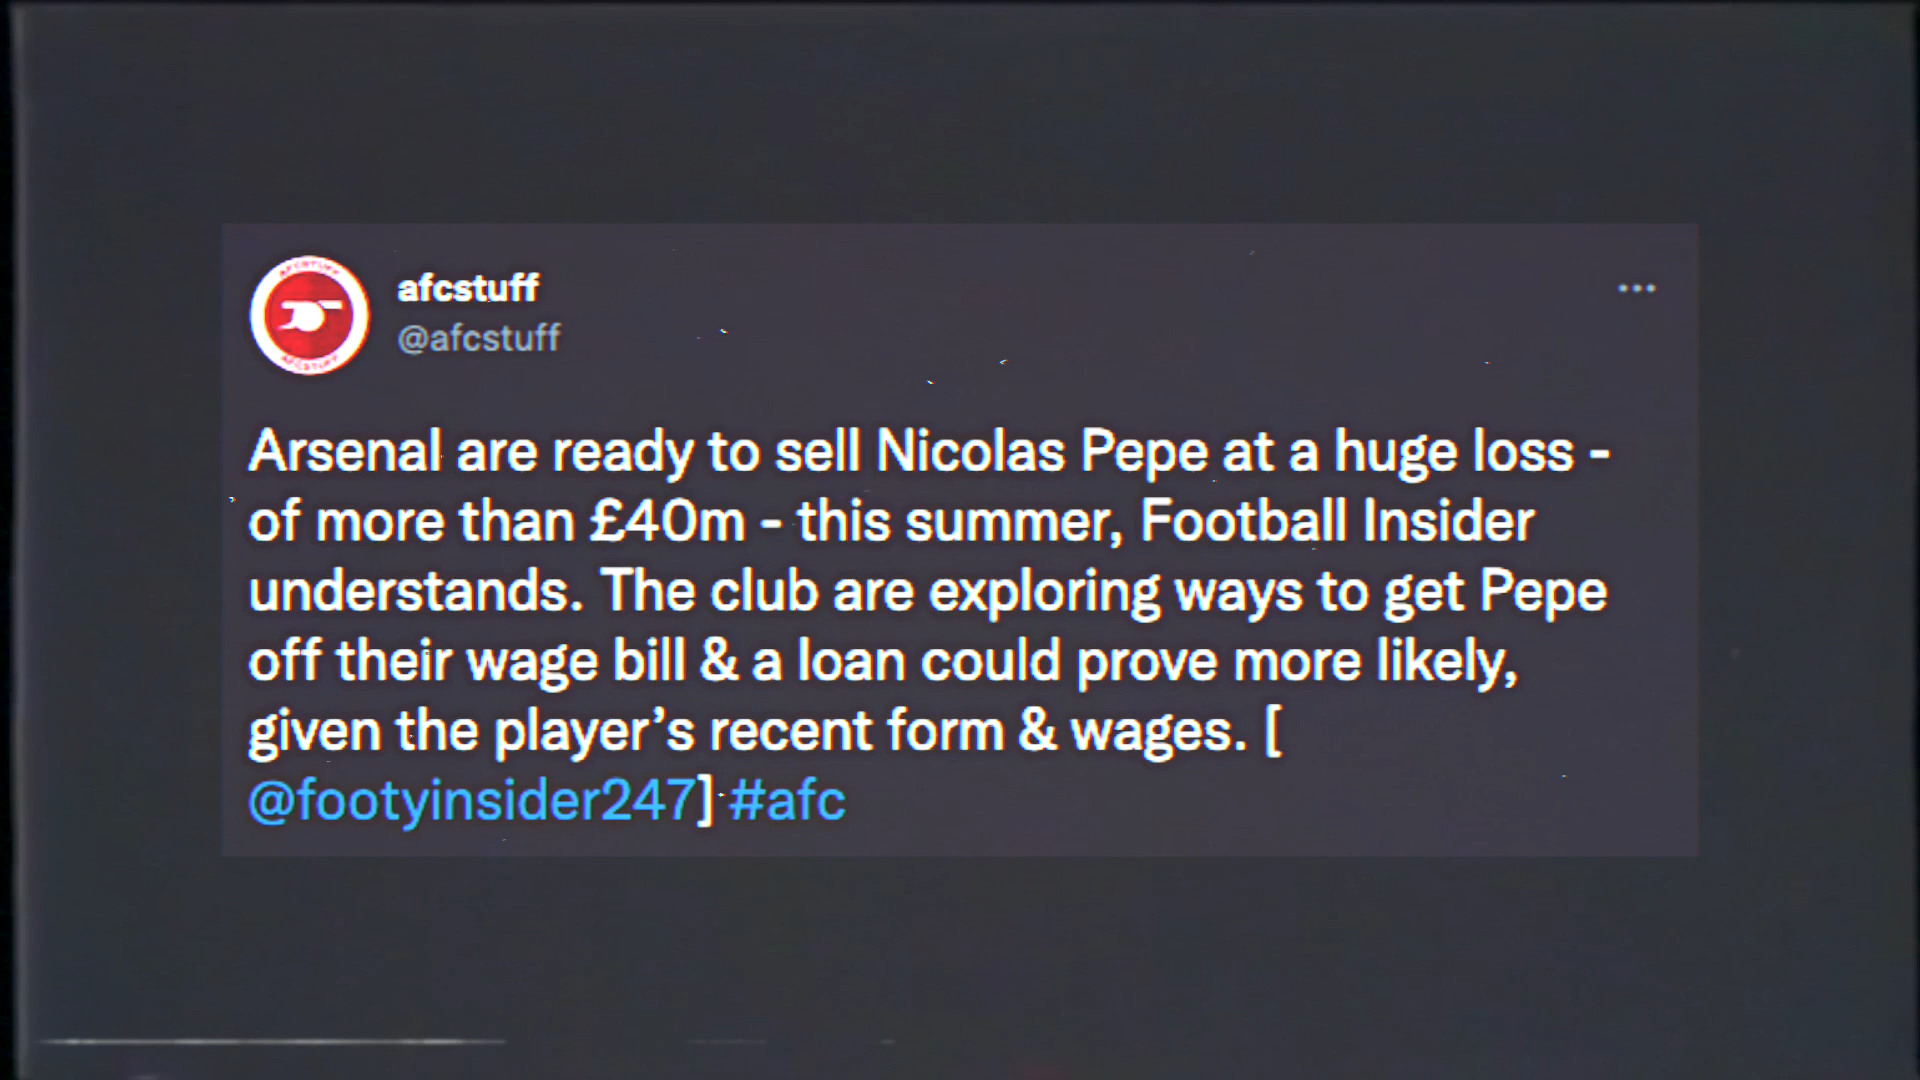 afcstuff
@afcstuff
AFCSTUFF
Arsenal are ready to sell Nicolas Pepe at a huge loss -
of more than £40m - this summer, Football Insider
understands. The club are exploring ways to get Pepe
off their wage bill & a loan could prove more likely,
given the player’s recent form & wages. [
@footyinsider247] #afc